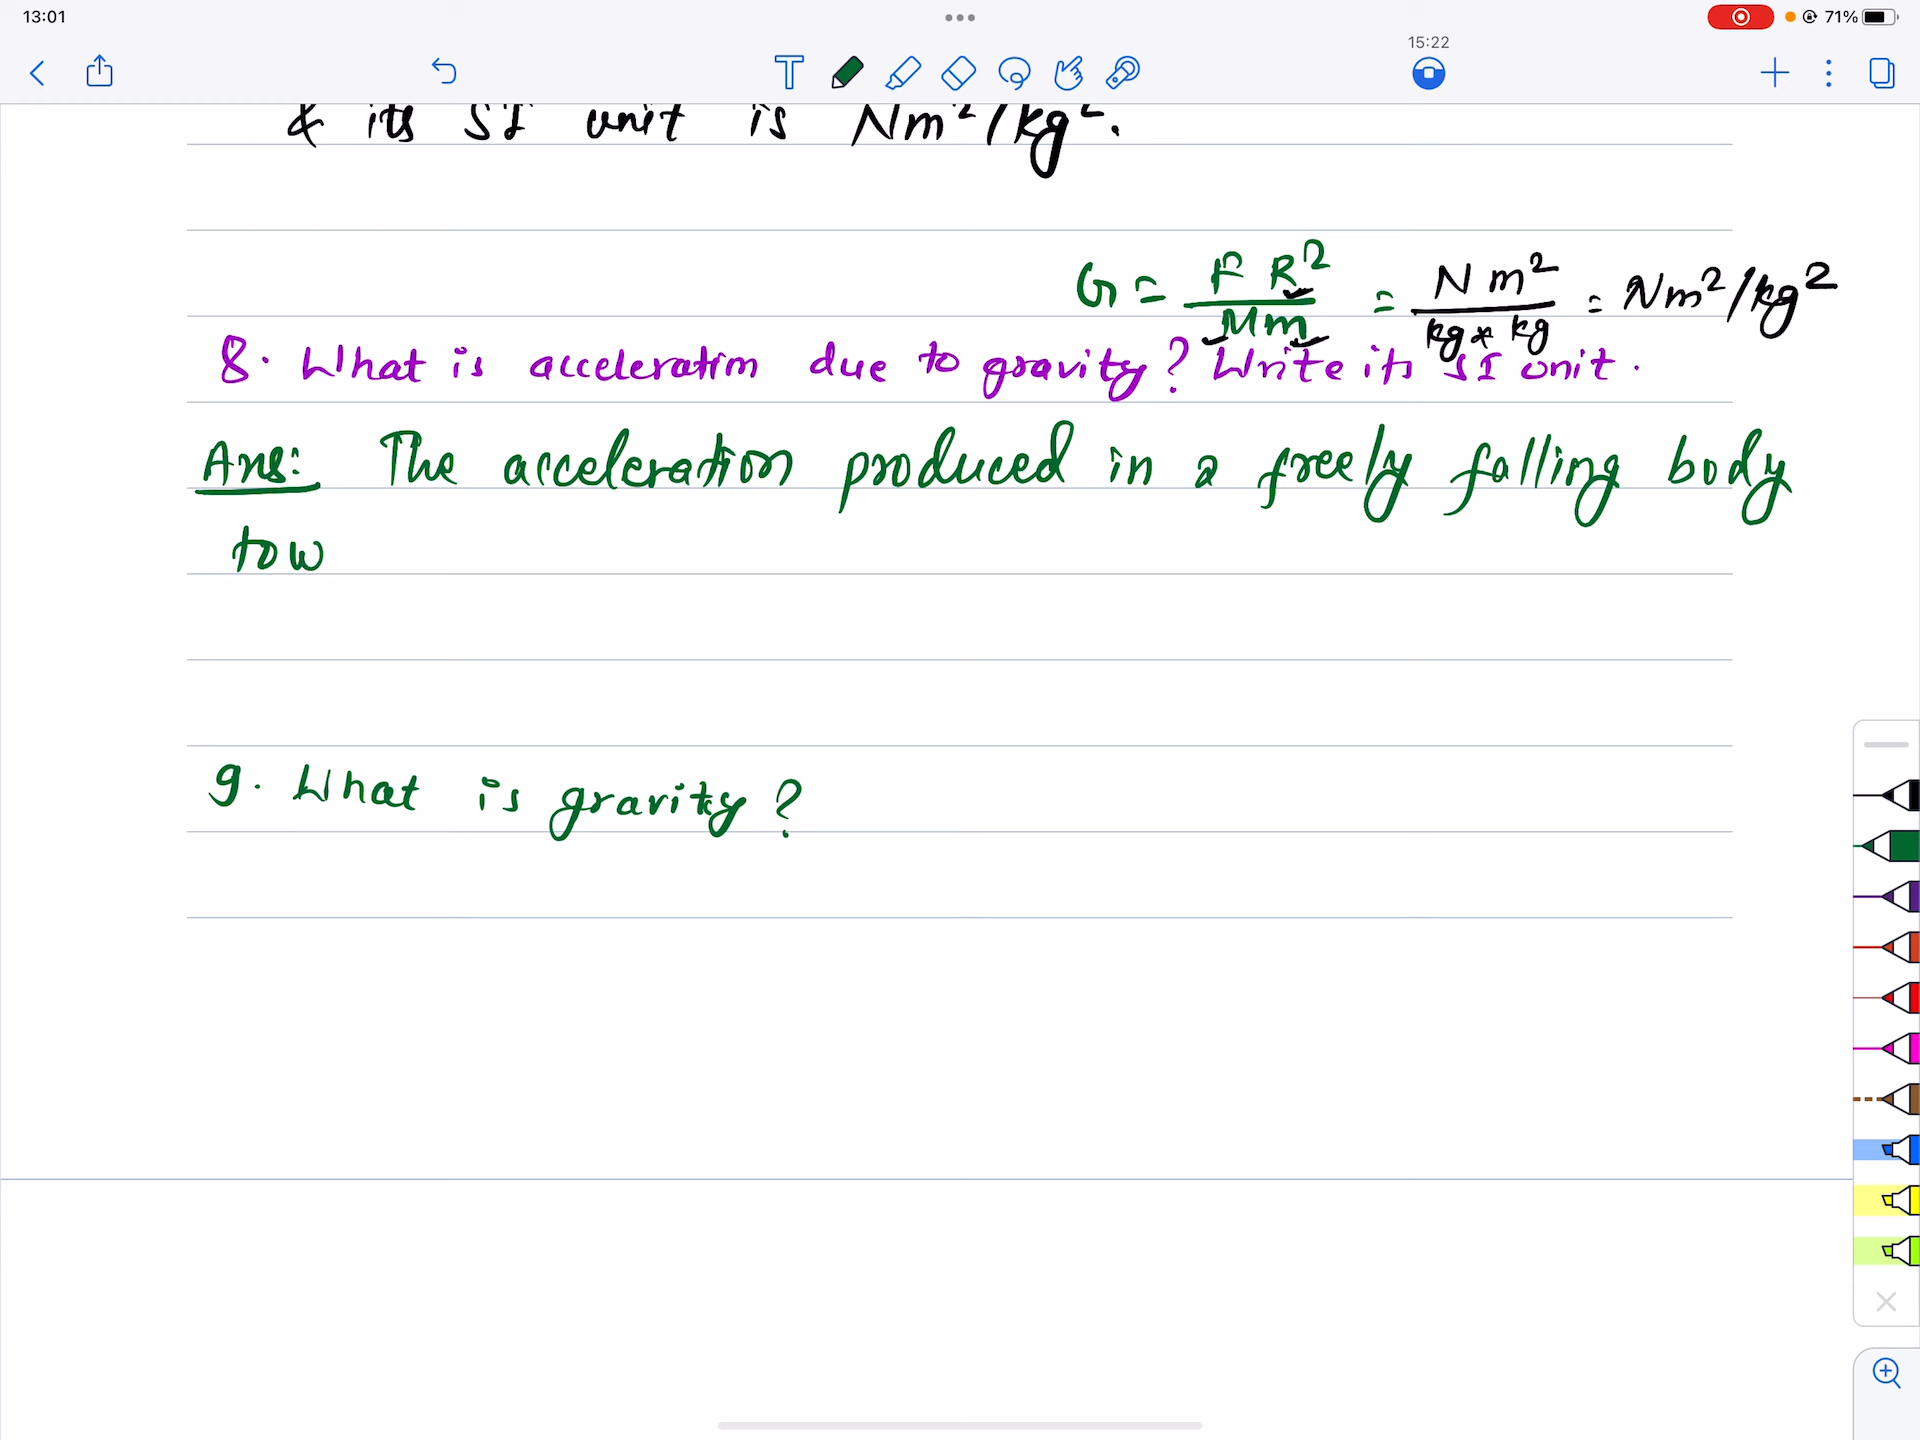 13:01
71%
15:22
& its SI unit is Nm²/kg².
G = F R² / Mm = N m² / kg * kg = Nm²/kg²
8. What is acceleration due to gravity? Write its SI unit.
Ans: The acceleration produced in a freely falling body
tow
9. What is gravity?